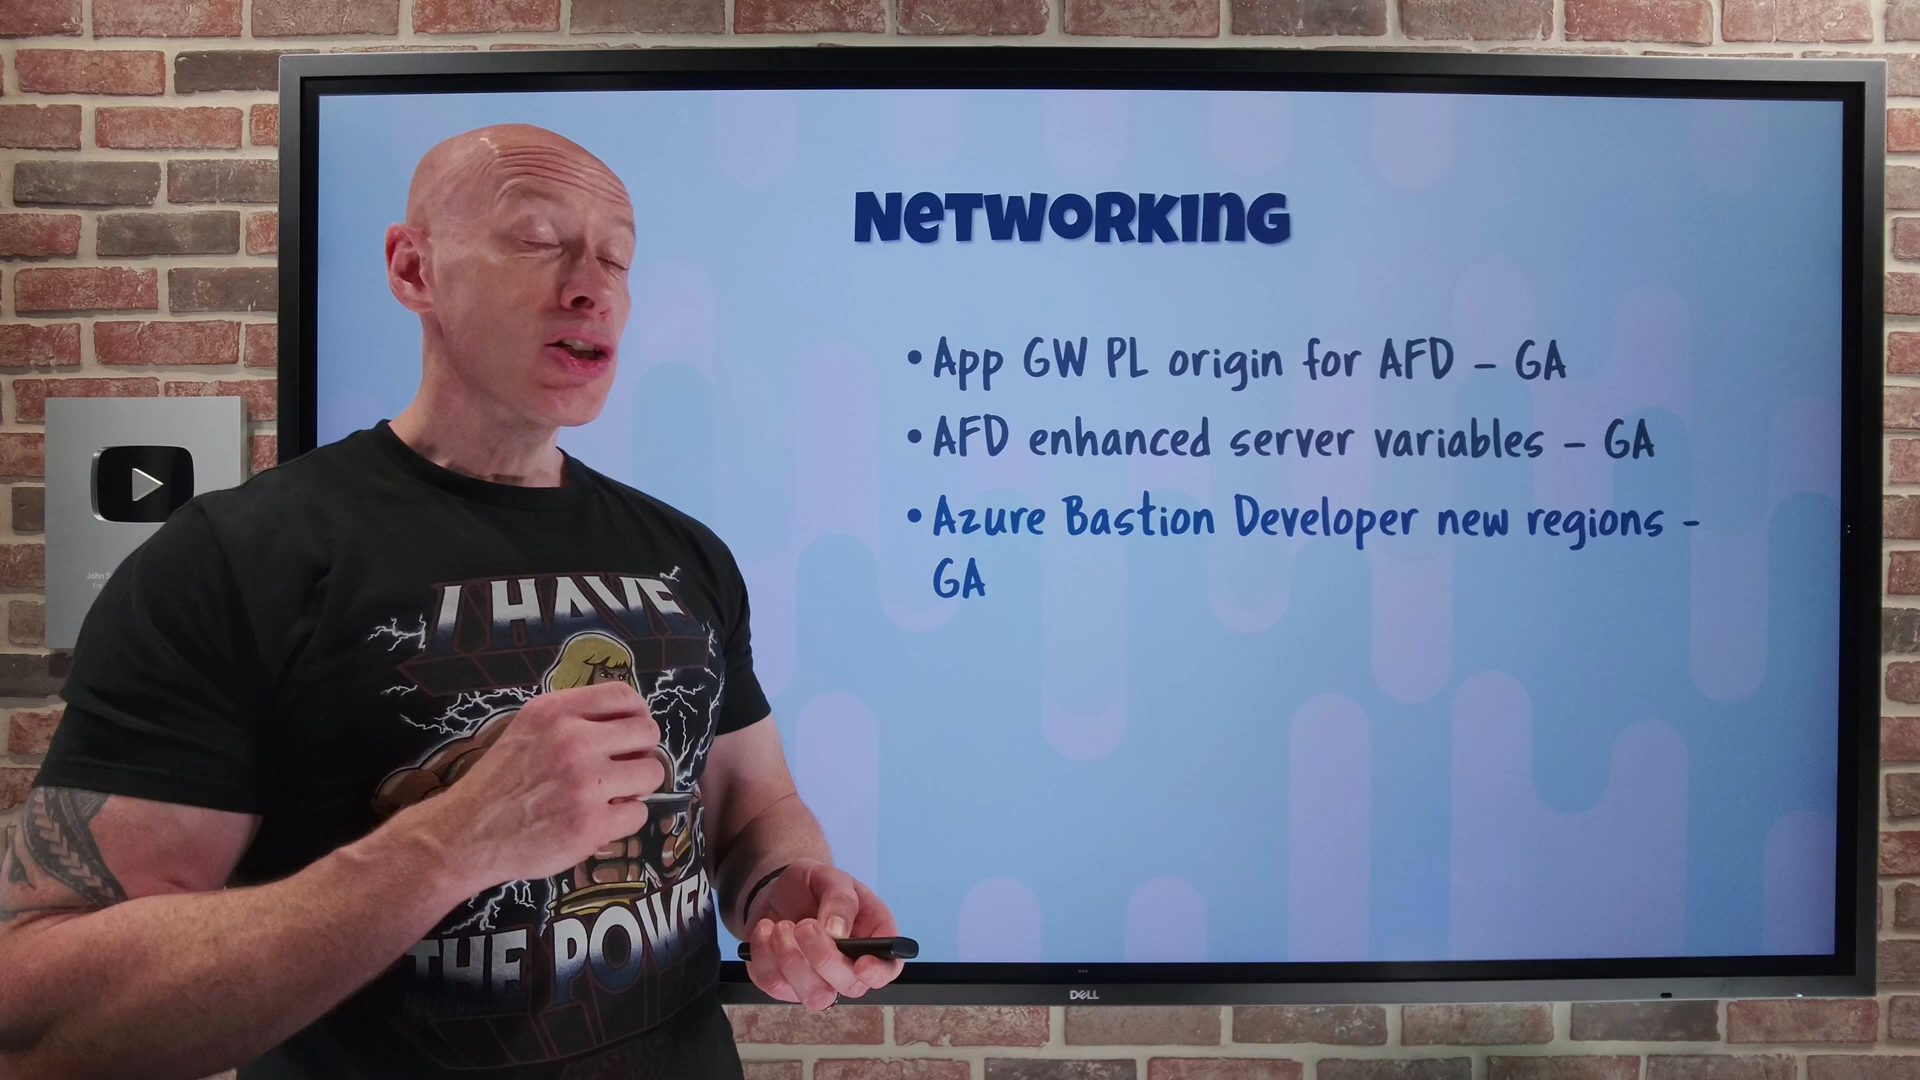 Networking
• App GW PL origin for AFD – GA
• AFD enhanced server variables – GA
• Azure Bastion Developer new regions -
GA
John
I HAVE
THE POWER
DELL